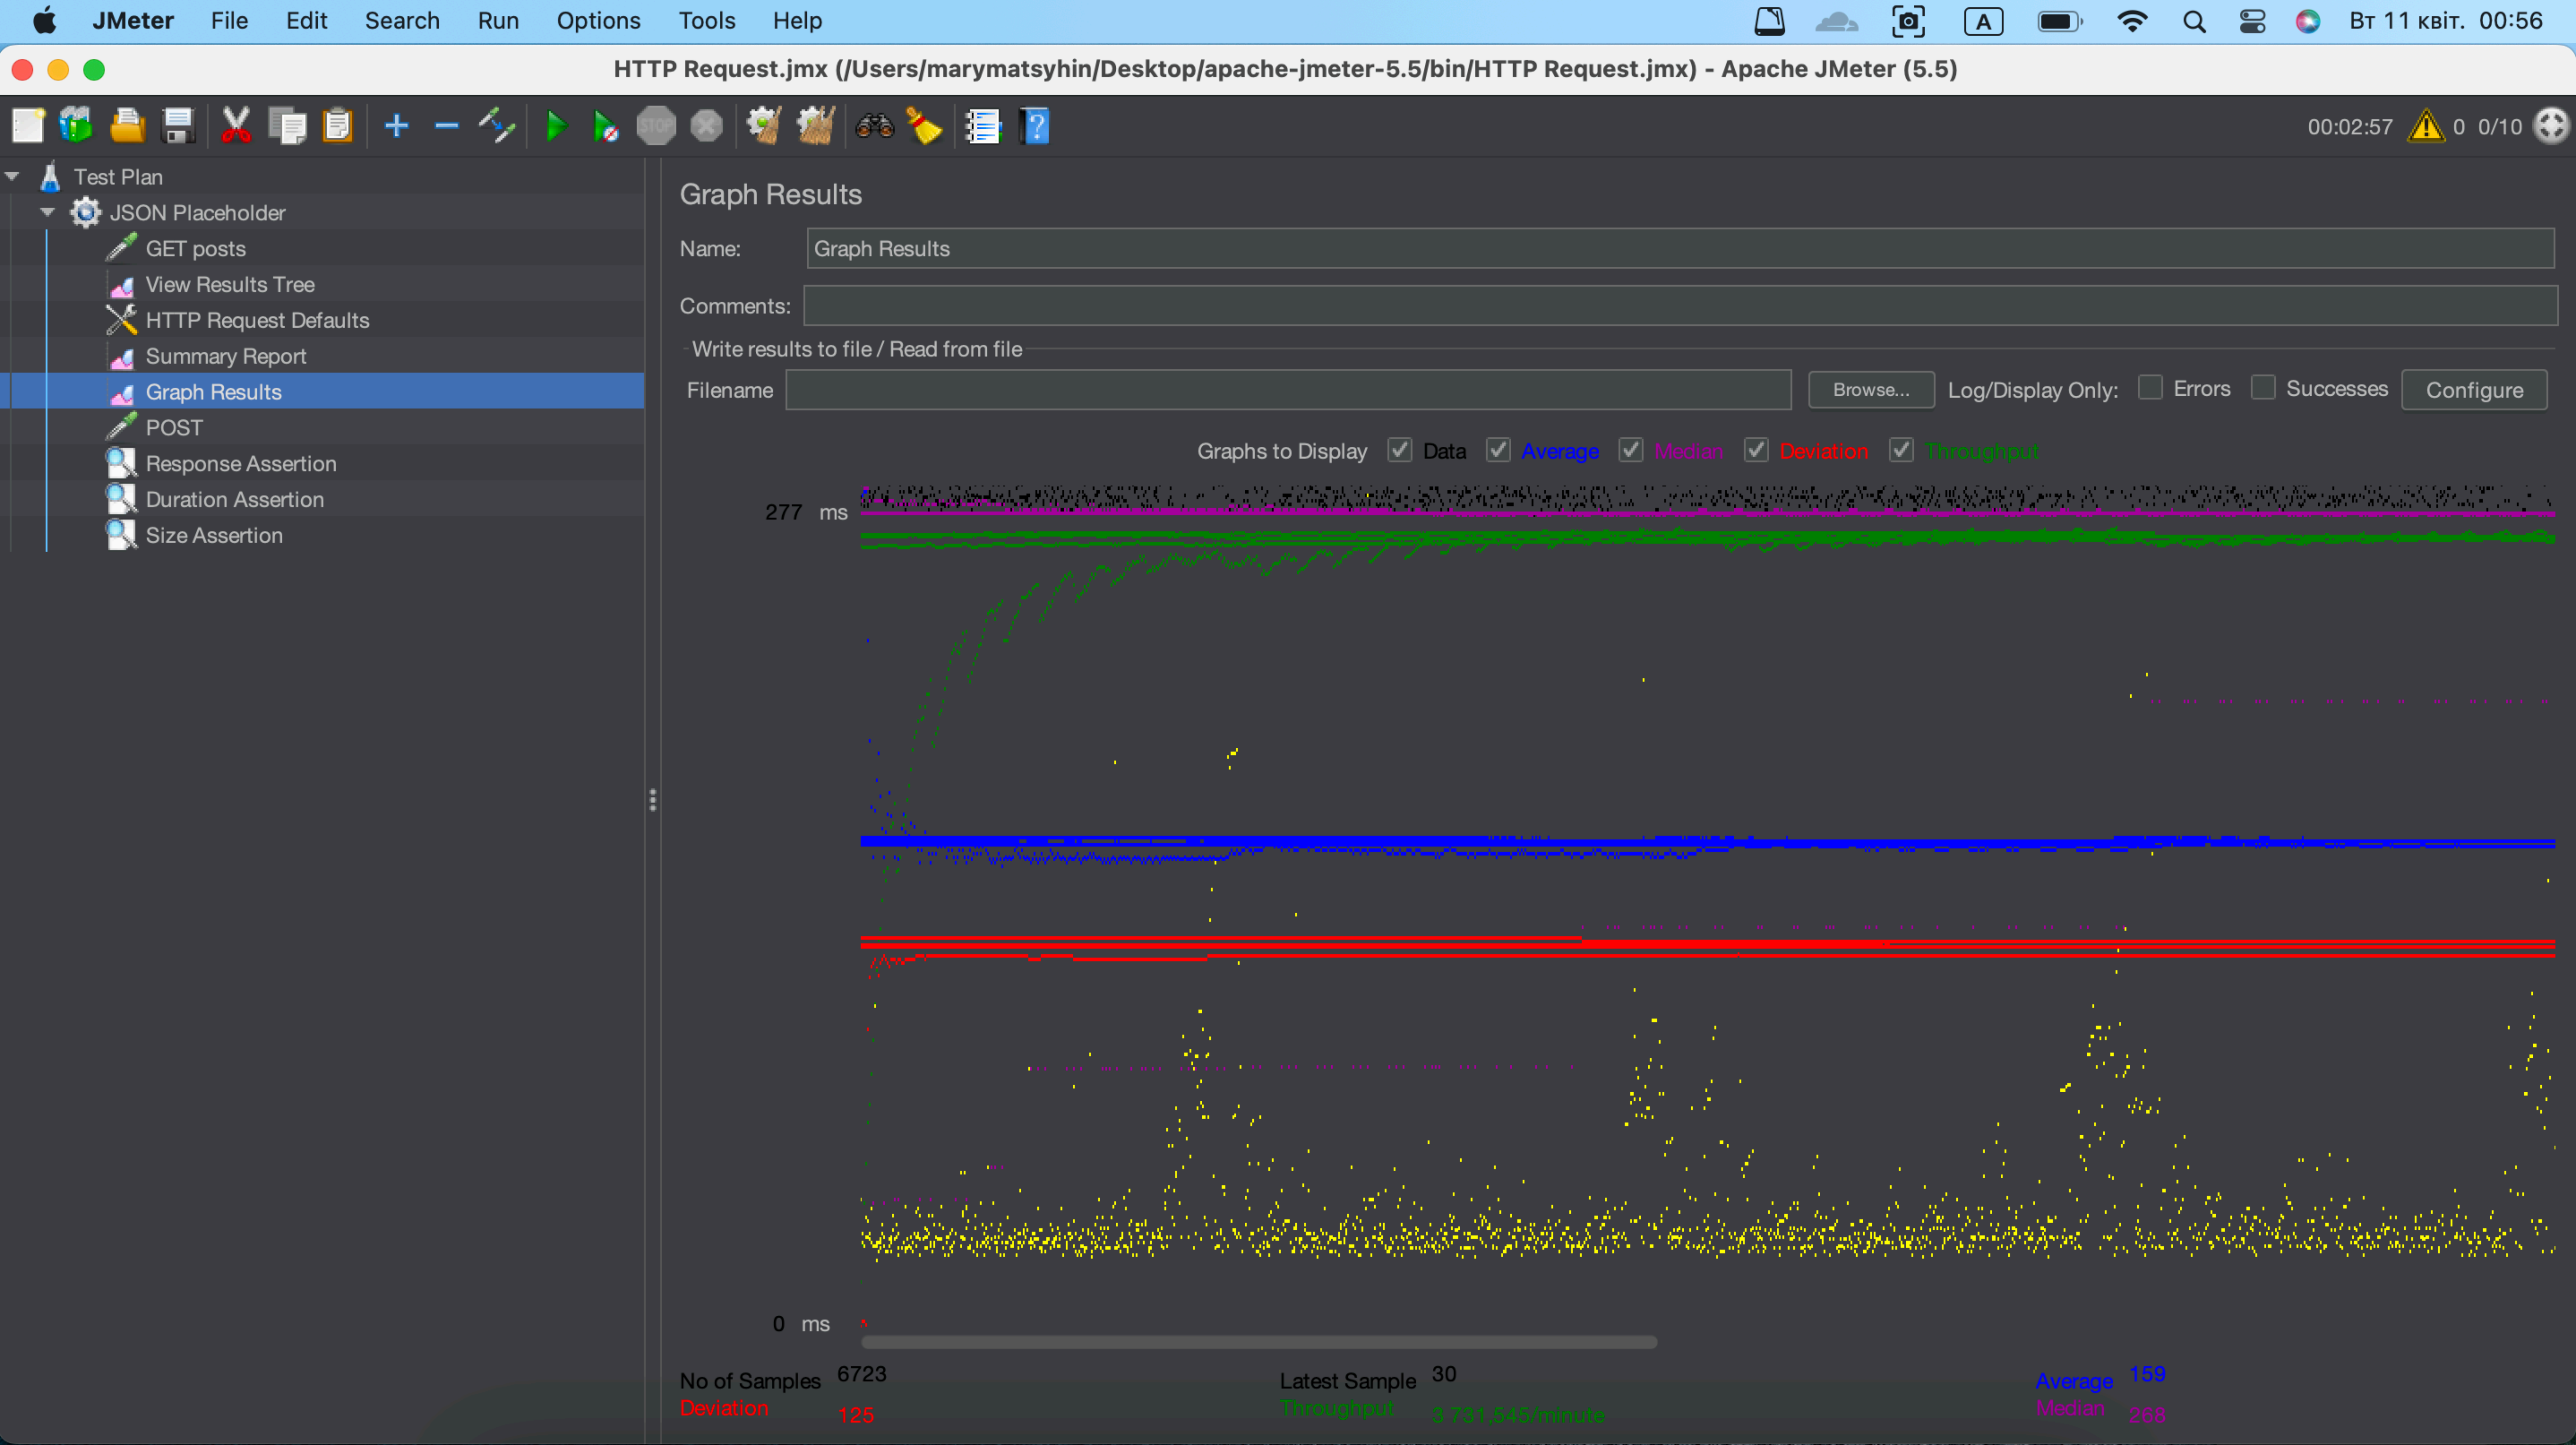 JMeter File Edit Search Run Options Tools Help A Вт 11 квіт. 00:56
HTTP Request.jmx (/Users/marymatsyhin/Desktop/apache-jmeter-5.5/bin/HTTP Request.jmx) - Apache JMeter (5.5)
STOP ? 00:02:57 0 0/10
Test Plan
JSON Placeholder
GET posts
View Results Tree
HTTP Request Defaults
Summary Report
Graph Results
POST
Response Assertion
Duration Assertion
Size Assertion
Graph Results
Name: Graph Results
Comments:
Write results to file / Read from file
Filename Browse... Log/Display Only: Errors Successes Configure
Graphs to Display Data Average Median Deviation Throughput
277 ms
0 ms
No of Samples 6723 Latest Sample 30 Average 159
Deviation 125 Throughput 3 731,545/minute Median 268